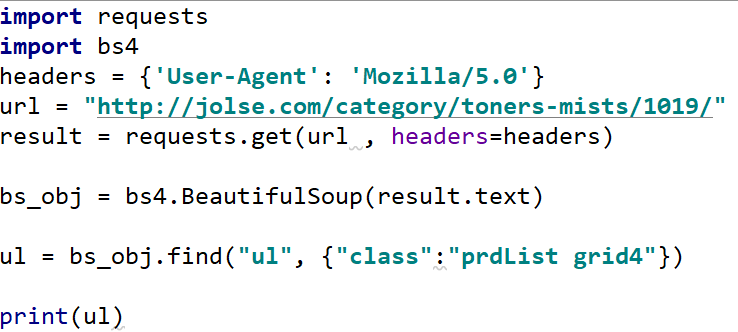 import requests
import bs4
headers = {'User-Agent': 'Mozilla/5.0'}
url = "http://jolse.com/category/toners-mists/1019/"
result = requests.get(url , headers=headers)
bs_obj = bs4.BeautifulSoup(result.text)
ul = bs_obj.find("ul", {"class":"prdList grid4"})
print(ul)